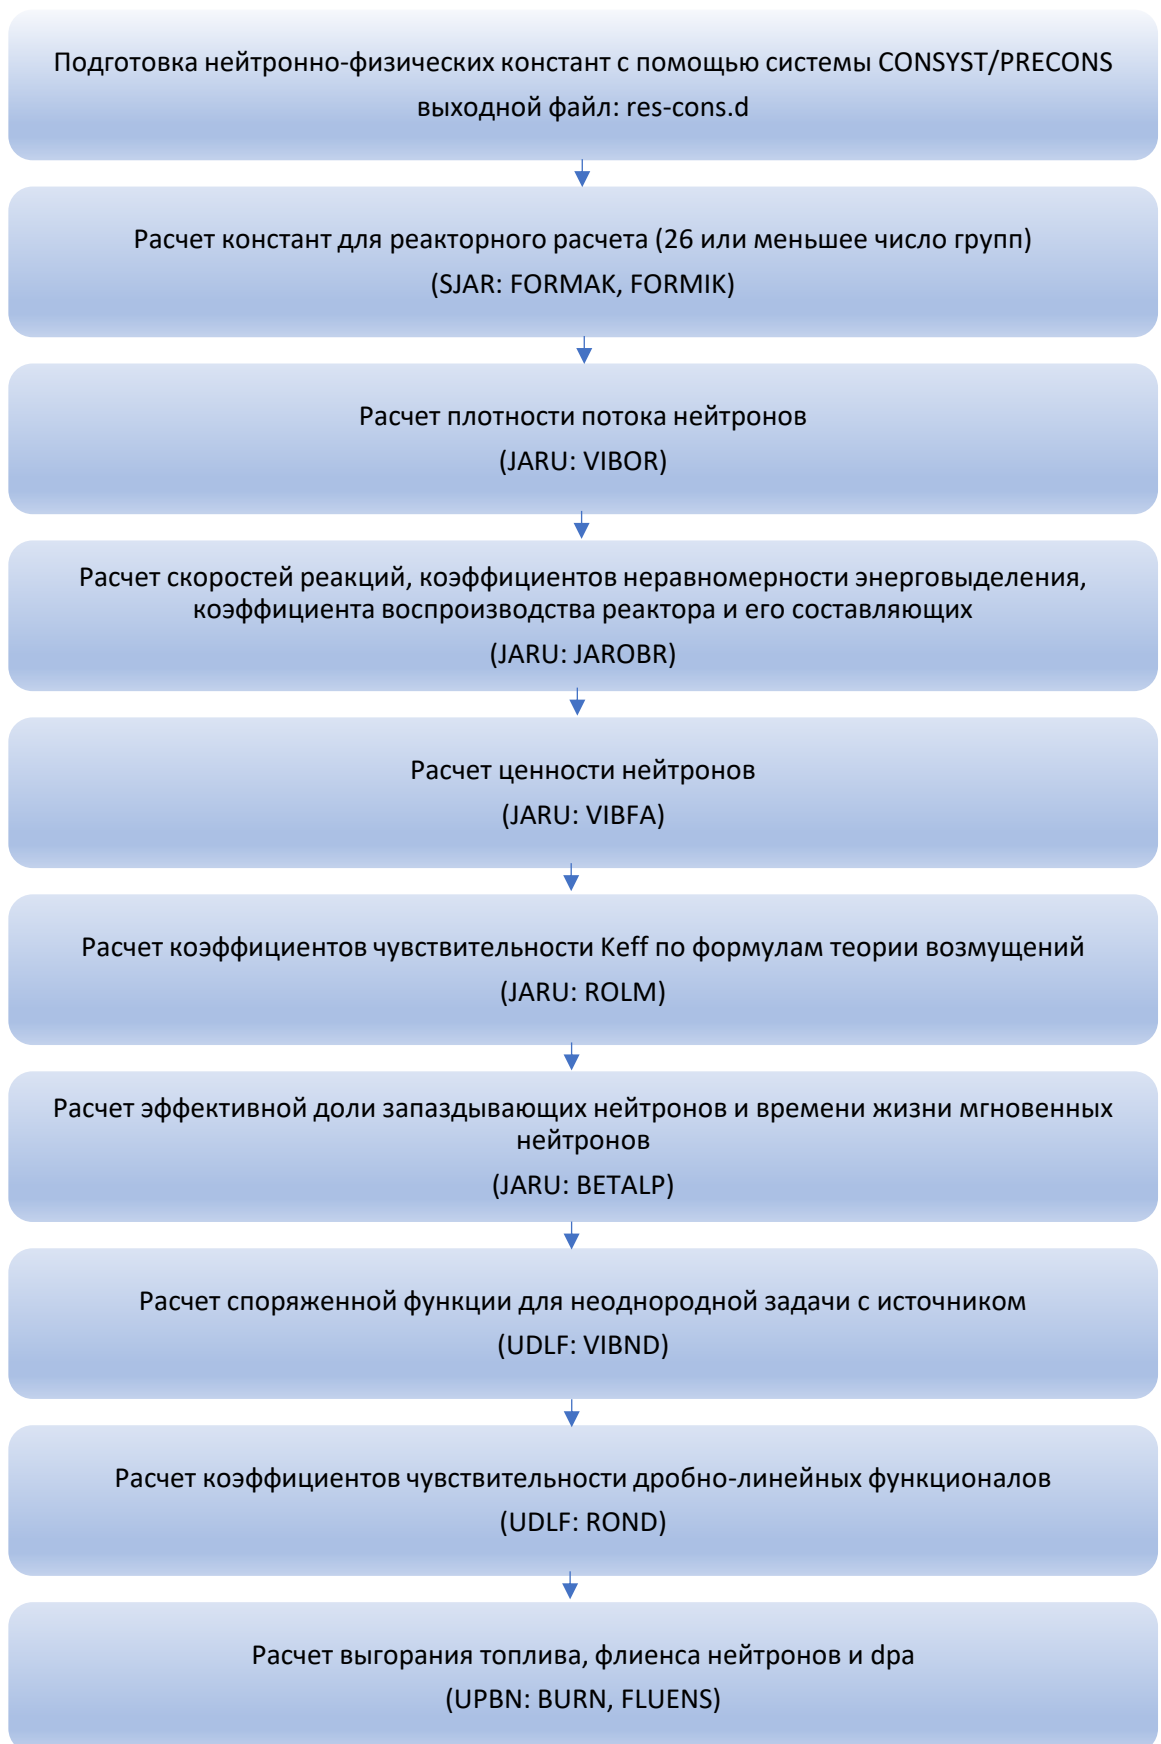 Подготовка нейтронно-физических констант с помощью системы CONSYST/PRECONS
выходной файл: res-cons.d
Расчет констант для реакторного расчета (26 или меньшее число групп)
(SJAR: FORMAK, FORMIK)
Расчет плотности потока нейтронов
(JARU: VIBOR)
Расчет скоростей реакций, коэффициентов неравномерности энерговыделения,
коэффициента воспроизводства реактора и его составляющих
(JARU: JAROBR)
Расчет ценности нейтронов
(JARU: VIBFA)
Расчет коэффициентов чувствительности Keff по формулам теории возмущений
(JARU: ROLM)
Расчет эффективной доли запаздывающих нейтронов и времени жизни мгновенных
нейтронов
(JARU: BETALP)
Расчет споряженной функции для неоднородной задачи с источником
(UDLF: VIBND)
Расчет коэффициентов чувствительности дробно-линейных функционалов
(UDLF: ROND)
Расчет выгорания топлива, флиенса нейтронов и dpa
(UPBN: BURN, FLUENS)